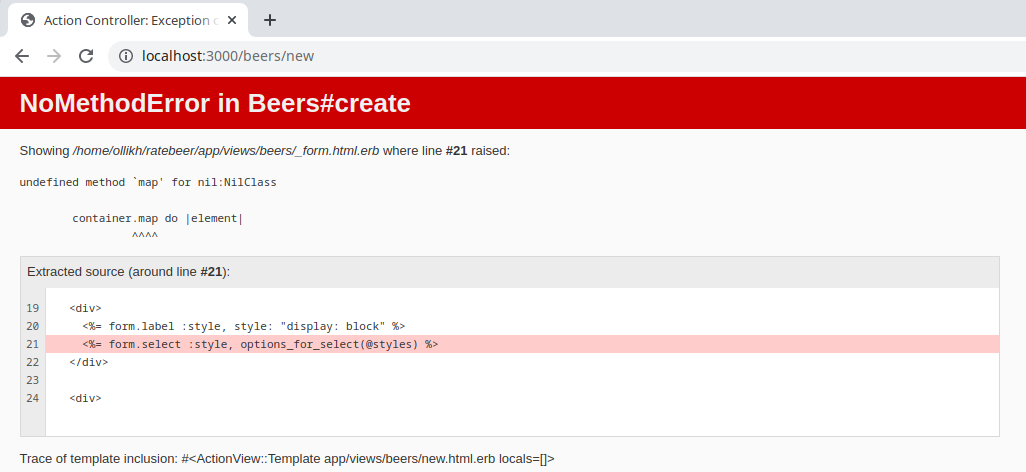 Action Controller: Exception
localhost:3000/beers/new
NoMethodError in Beers#create
Showing /home/ollikh/ratebeer/app/views/beers/_form.html.erb where line #21 raised:
undefined method `map' for nil:NilClass
container.map do |element|
^^^^
Extracted source (around line #21):
19 <div>
20 <%= form.label :style, style: "display: block" %>
21 <%= form.select :style, options_for_select(@styles) %>
22 </div>
23
24 <div>
Trace of template inclusion: #<ActionView::Template app/views/beers/new.html.erb locals=[]>